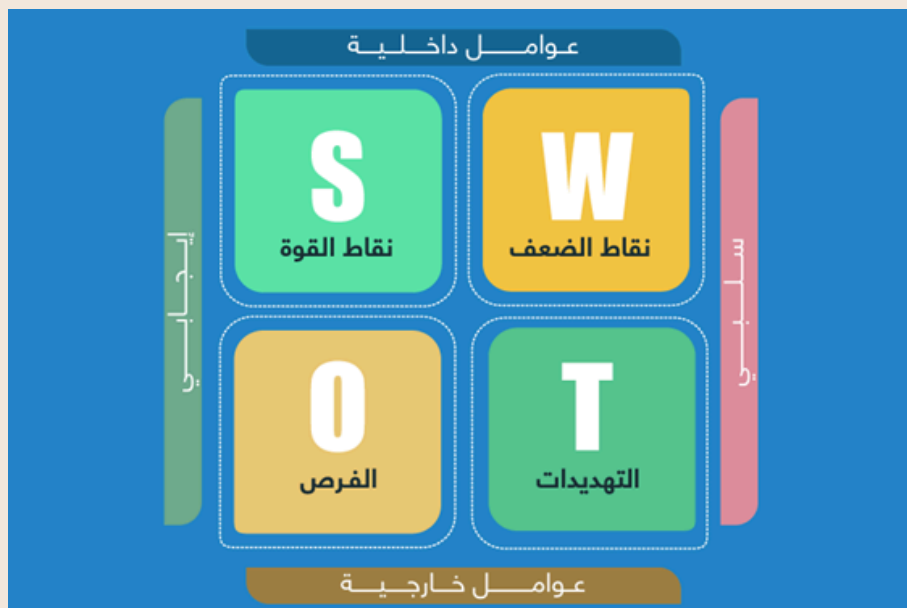 عوامل داخلية
S
نقاط القوة
W
نقاط الضعف
إيجابي
سلبي
O
الفرص
T
التهديدات
عوامل خارجية